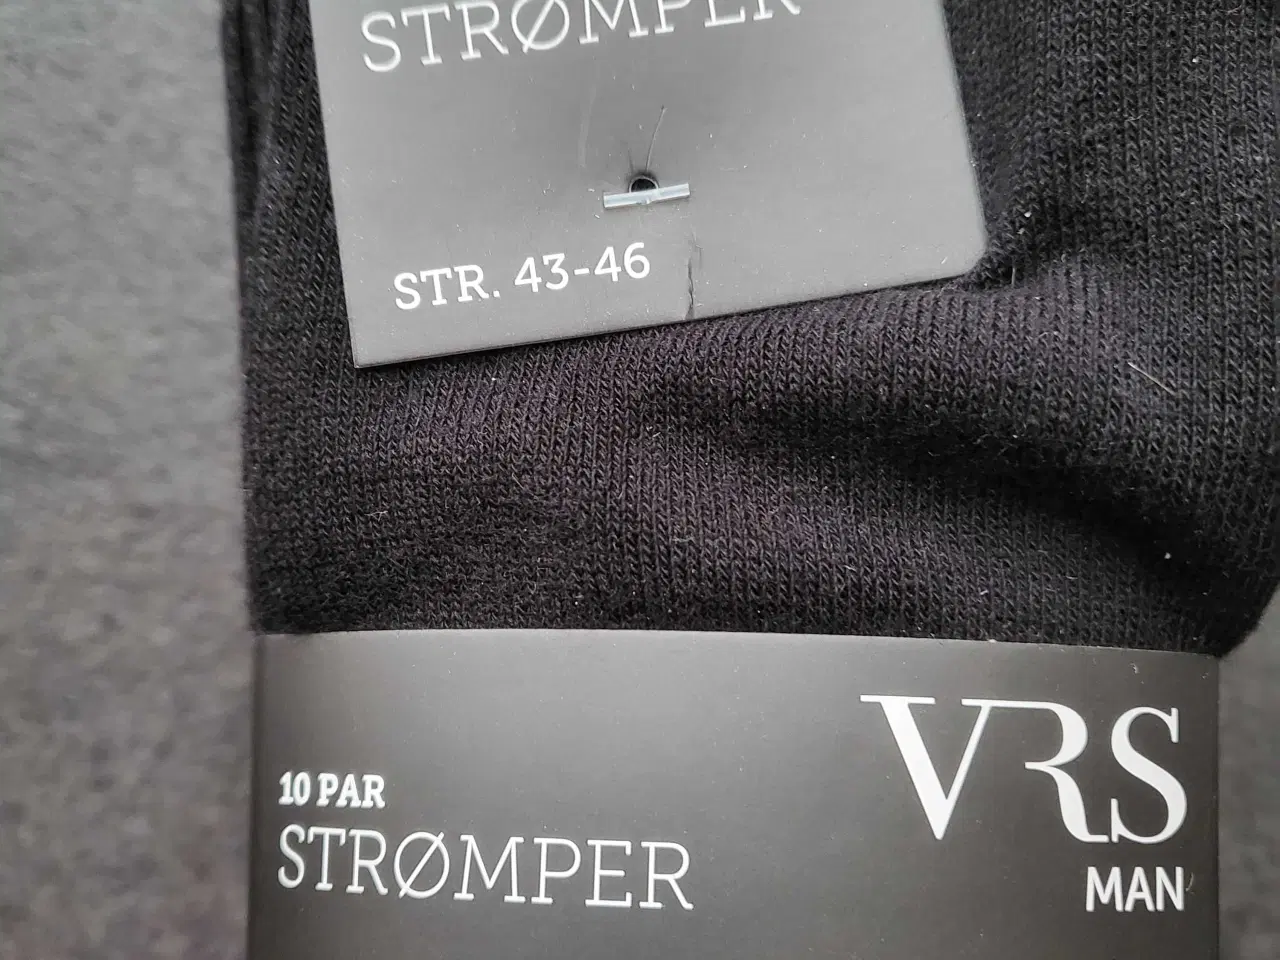 STRØMPER
STR. 43-46
10 PAR
STRØMPER
VRS
MAN